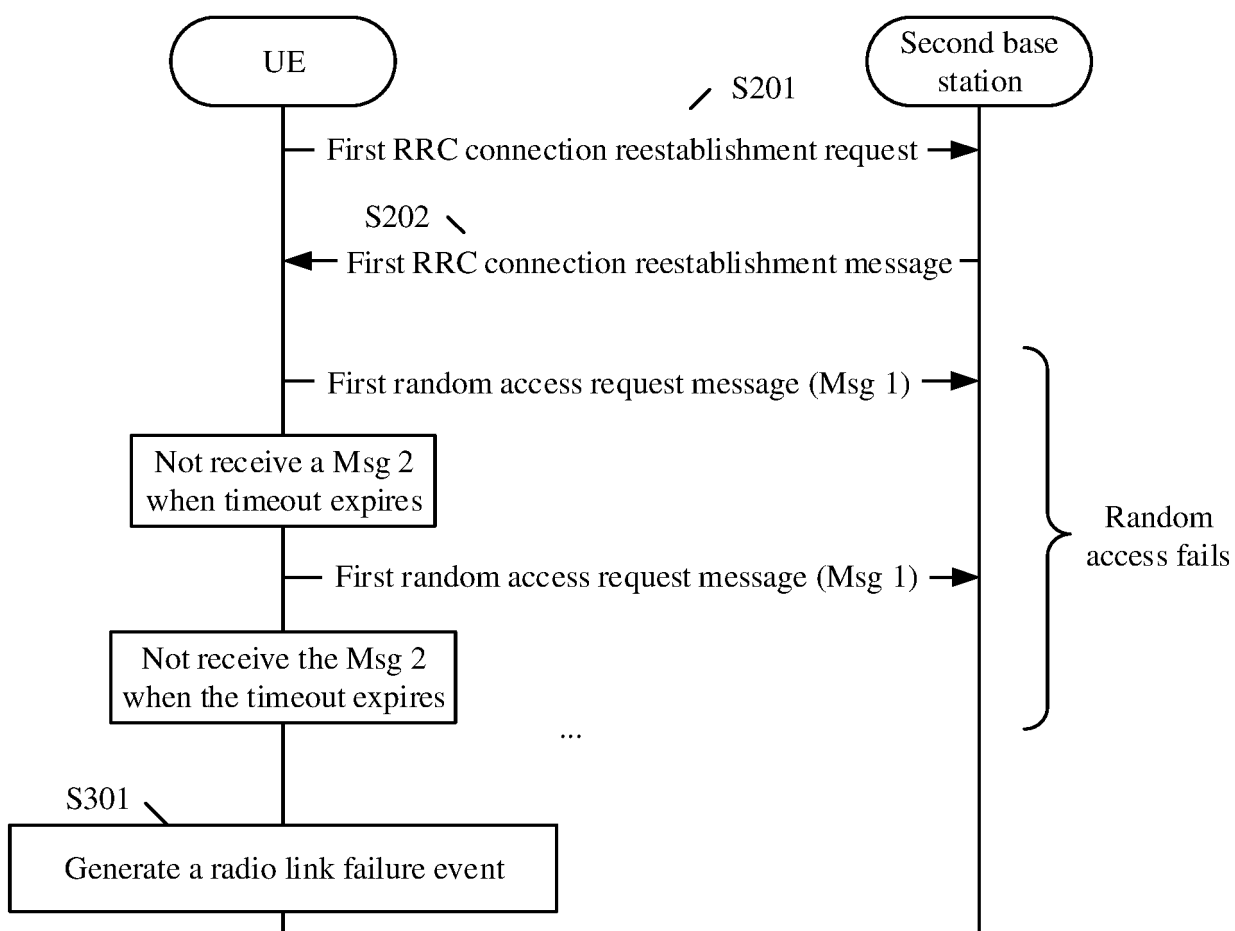 UE
Second base
station
S201
First RRC connection reestablishment request
S202
First RRC connection reestablishment message
First random access request message (Msg 1)
Not receive a Msg 2
when timeout expires
Random
access fails
First random access request message (Msg 1)
Not receive the Msg 2
when the timeout expires
...
S301
Generate a radio link failure event